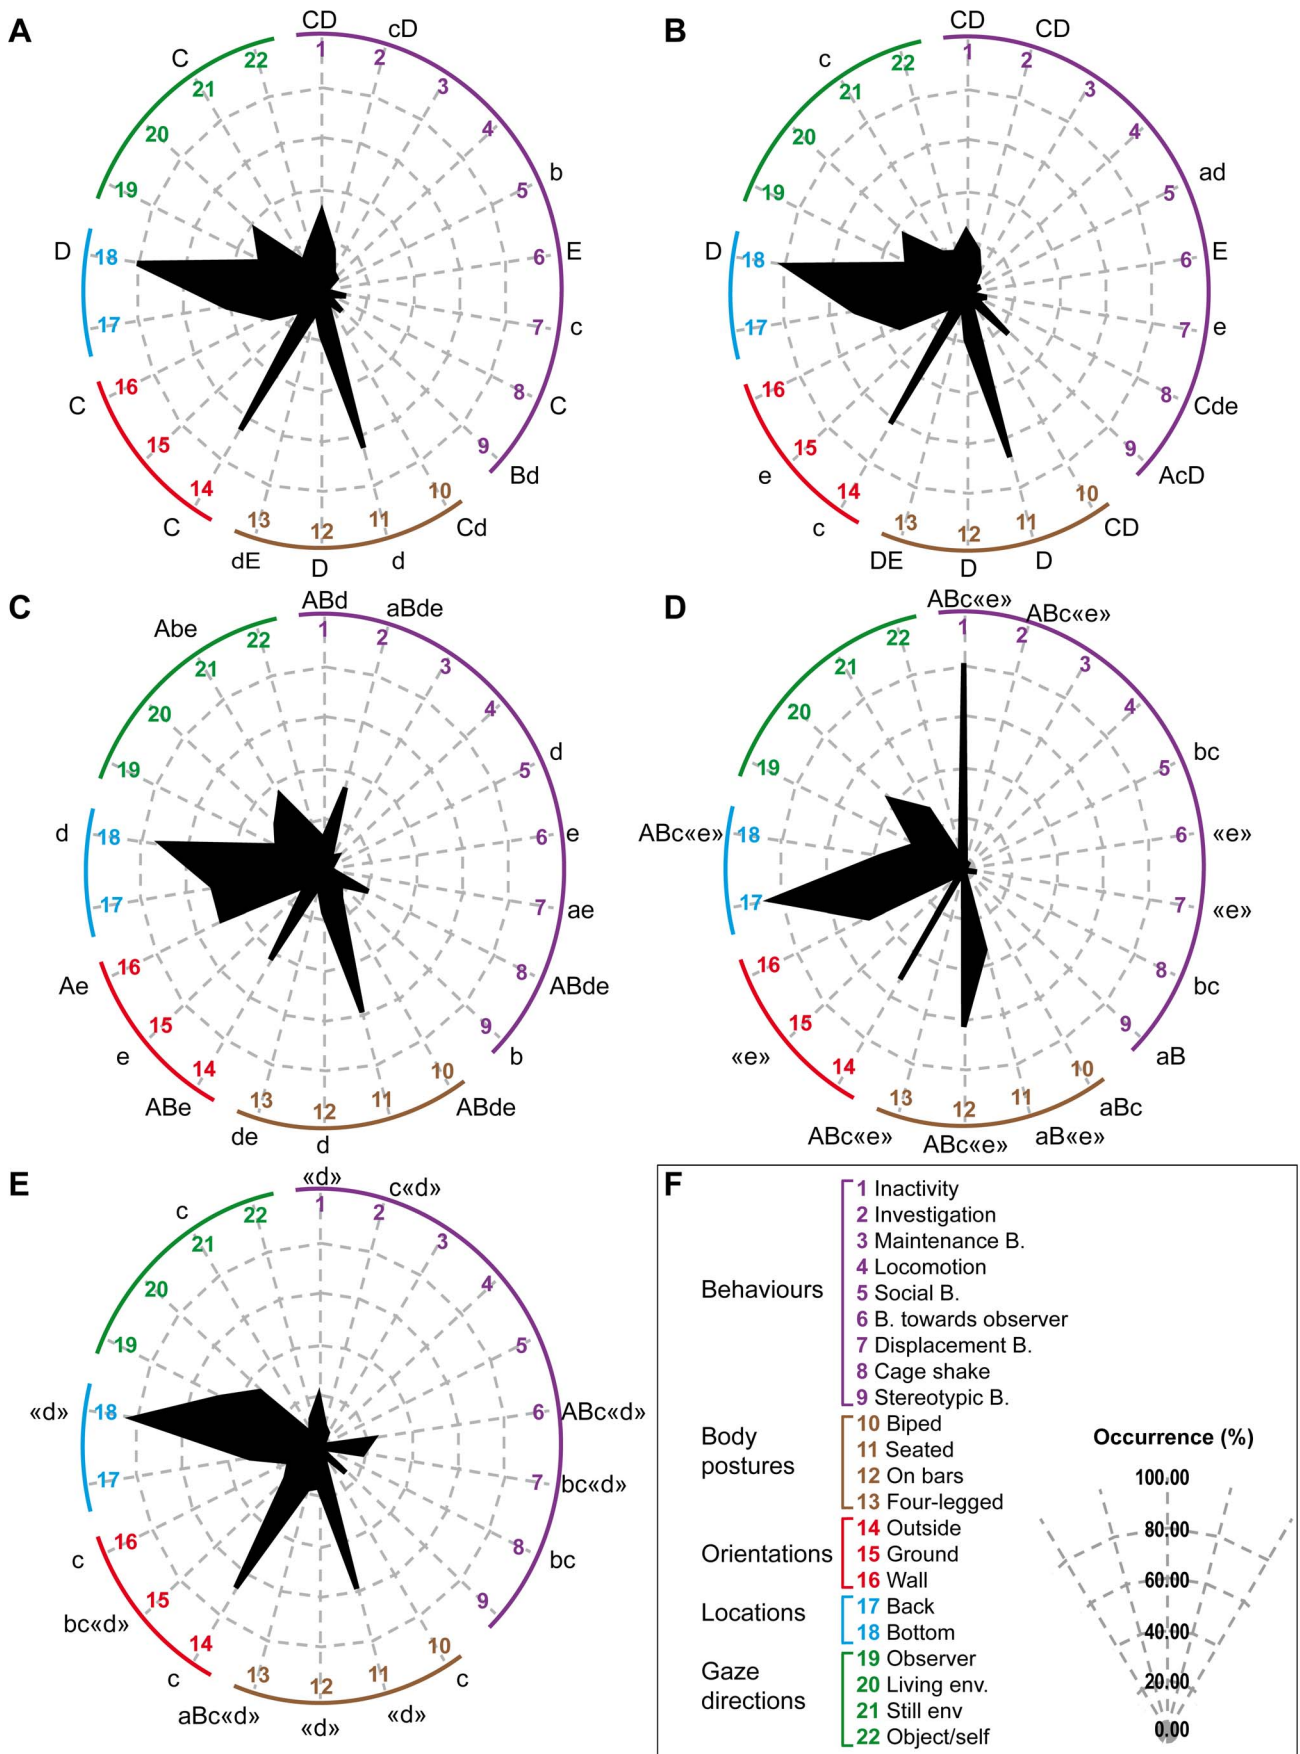 A
CD
cD
1
2
3
4
5
6
7
8
9
10
11
12
13
14
15
16
17
18
19
20
21
22
b
E
c
C
Bd
Cd
d
D
dE
C
C
D
C
B
CD
CD
1
2
3
4
5
6
7
8
9
10
11
12
13
14
15
16
17
18
19
20
21
22
ad
E
e
Cde
AcD
CD
D
D
DE
c
e
D
c
C
ABd
aBde
1
2
3
4
5
6
7
8
9
10
11
12
13
14
15
16
17
18
19
20
21
22
d
e
ae
ABde
b
ABde
d
de
ABe
e
Ae
d
Abe
D
ABc«e»
ABc«e»
1
2
3
4
5
6
7
8
9
10
11
12
13
14
15
16
17
18
19
20
21
22
bc
«e»
«e»
bc
aB
aBc
aB«e»
ABc«e»
ABc«e»
«e»
ABc«e»
E
«d»
c«d»
1
2
3
4
5
6
7
8
9
10
11
12
13
14
15
16
17
18
19
20
21
22
ABc«d»
bc«d»
bc
c
«d»
«d»
aBc«d»
c
bc«d»
c
«d»
c
F
Behaviours
1 Inactivity
2 Investigation
3 Maintenance B.
4 Locomotion
5 Social B.
6 B. towards observer
7 Displacement B.
8 Cage shake
9 Stereotypic B.
Body
postures
10 Biped
11 Seated
12 On bars
13 Four-legged
Orientations
14 Outside
15 Ground
16 Wall
Locations
17 Back
18 Bottom
Gaze
directions
19 Observer
20 Living env.
21 Still env
22 Object/self
Occurrence (%)
100.00
80.00
60.00
40.00
20.00
0.00